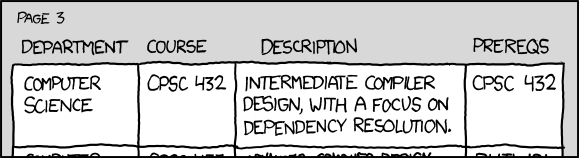 PAGE 3
DEPARTMENT COURSE DESCRIPTION PREREQS
COMPUTER SCIENCE CPSC 432 INTERMEDIATE COMPILER DESIGN, WITH A FOCUS ON DEPENDENCY RESOLUTION. CPSC 432